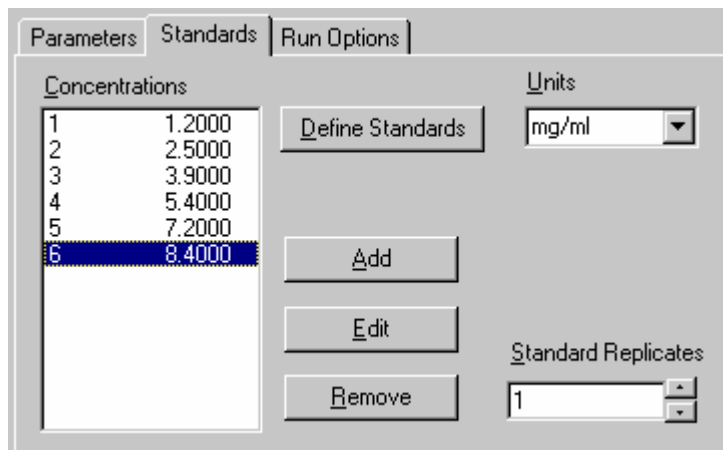 Parameters Standards Run Options
Concentrations
Units
1 1.2000
2 2.5000
3 3.9000
4 5.4000
5 7.2000
6 8.4000
Define Standards
mg/ml
Add
Edit
Remove
Standard Replicates
1